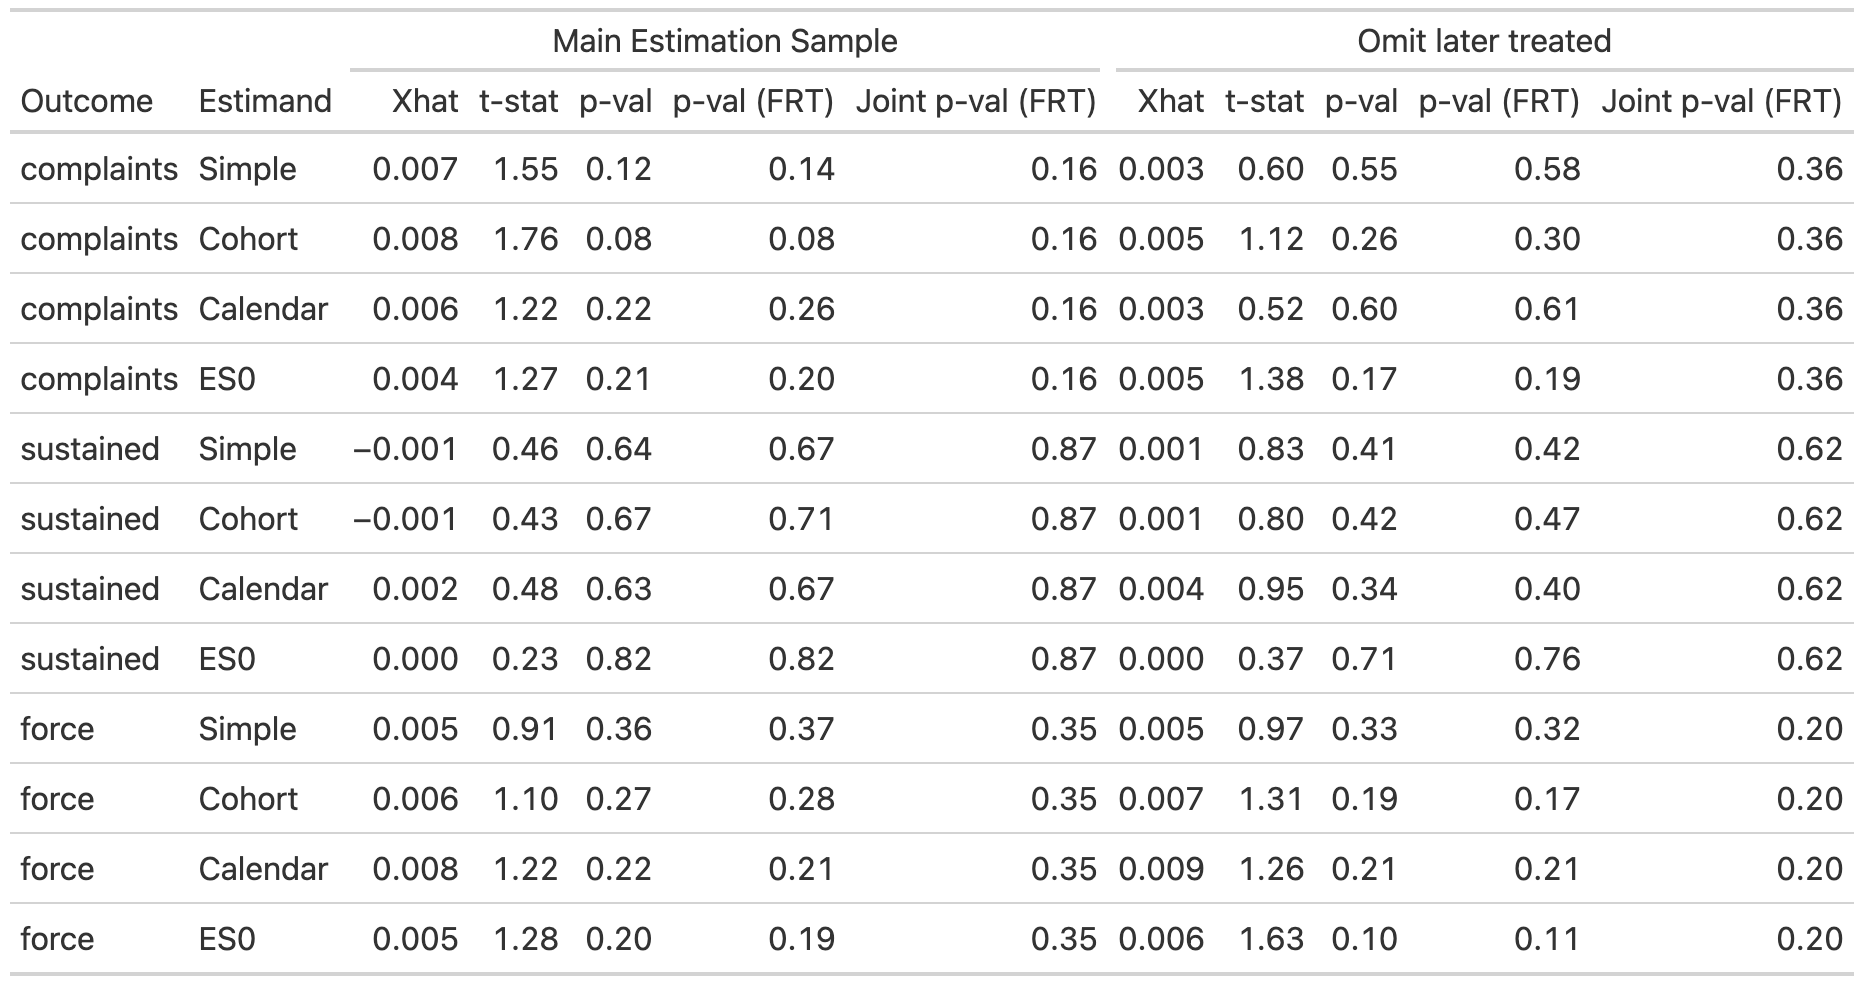 Main Estimation Sample Omit later treated
Outcome Estimand Xhat t-stat p-val p-val (FRT) Joint p-val (FRT) Xhat t-stat p-val p-val (FRT) Joint p-val (FRT)
complaints Simple 0.007 1.55 0.12 0.14 0.16 0.003 0.60 0.55 0.58 0.36
complaints Cohort 0.008 1.76 0.08 0.08 0.16 0.005 1.12 0.26 0.30 0.36
complaints Calendar 0.006 1.22 0.22 0.26 0.16 0.003 0.52 0.60 0.61 0.36
complaints ES0 0.004 1.27 0.21 0.20 0.16 0.005 1.38 0.17 0.19 0.36
sustained Simple −0.001 0.46 0.64 0.67 0.87 0.001 0.83 0.41 0.42 0.62
sustained Cohort −0.001 0.43 0.67 0.71 0.87 0.001 0.80 0.42 0.47 0.62
sustained Calendar 0.002 0.48 0.63 0.67 0.87 0.004 0.95 0.34 0.40 0.62
sustained ES0 0.000 0.23 0.82 0.82 0.87 0.000 0.37 0.71 0.76 0.62
force Simple 0.005 0.91 0.36 0.37 0.35 0.005 0.97 0.33 0.32 0.20
force Cohort 0.006 1.10 0.27 0.28 0.35 0.007 1.31 0.19 0.17 0.20
force Calendar 0.008 1.22 0.22 0.21 0.35 0.009 1.26 0.21 0.21 0.20
force ES0 0.005 1.28 0.20 0.19 0.35 0.006 1.63 0.10 0.11 0.20